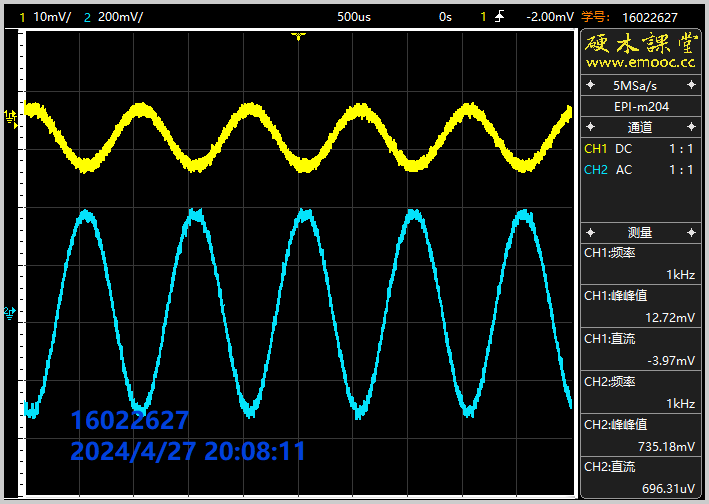 1 10mV/ 2 200mV/ 500us 0s 1 -2.00mV 学号: 16022627
硬木課堂
www.emooc.cc
5MSa/s
EPI-m204
通道
CH1 DC 1 : 1
CH2 AC 1 : 1
测量
CH1:频率
1kHz
CH1:峰峰值
12.72mV
CH1:直流
-3.97mV
CH2:频率
1kHz
CH2:峰峰值
735.18mV
CH2:直流
696.31uV
1
2
16022627
2024/4/27 20:08:11